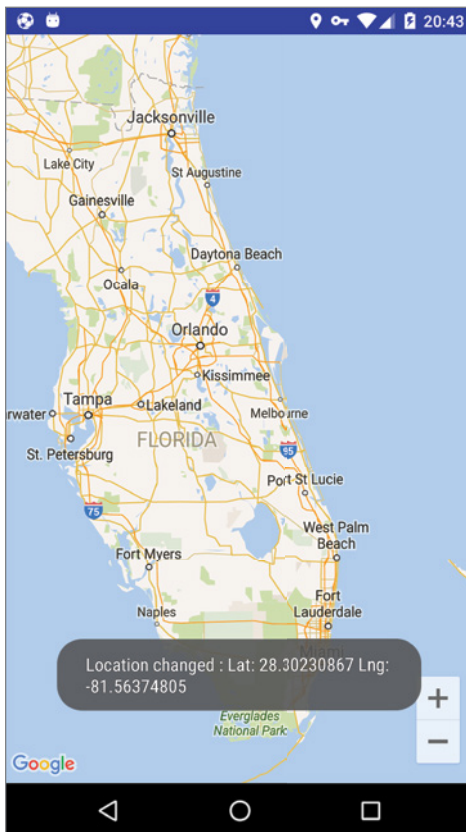 20:43
Jacksonville
Lake City
St Augustine
Gainesville
Daytona Beach
Ocala
4
Orlando
Kissimmee
Tampa
Lakeland
rwater
Melbourne
FLORIDA
St. Petersburg
95
Port St Lucie
75
West Palm
Beach
Fort Myers
Fort
Lauderdale
Naples
Miami
Location changed : Lat: 28.30230867 Lng:
-81.56374805
+
−
Everglades
National Park
Google